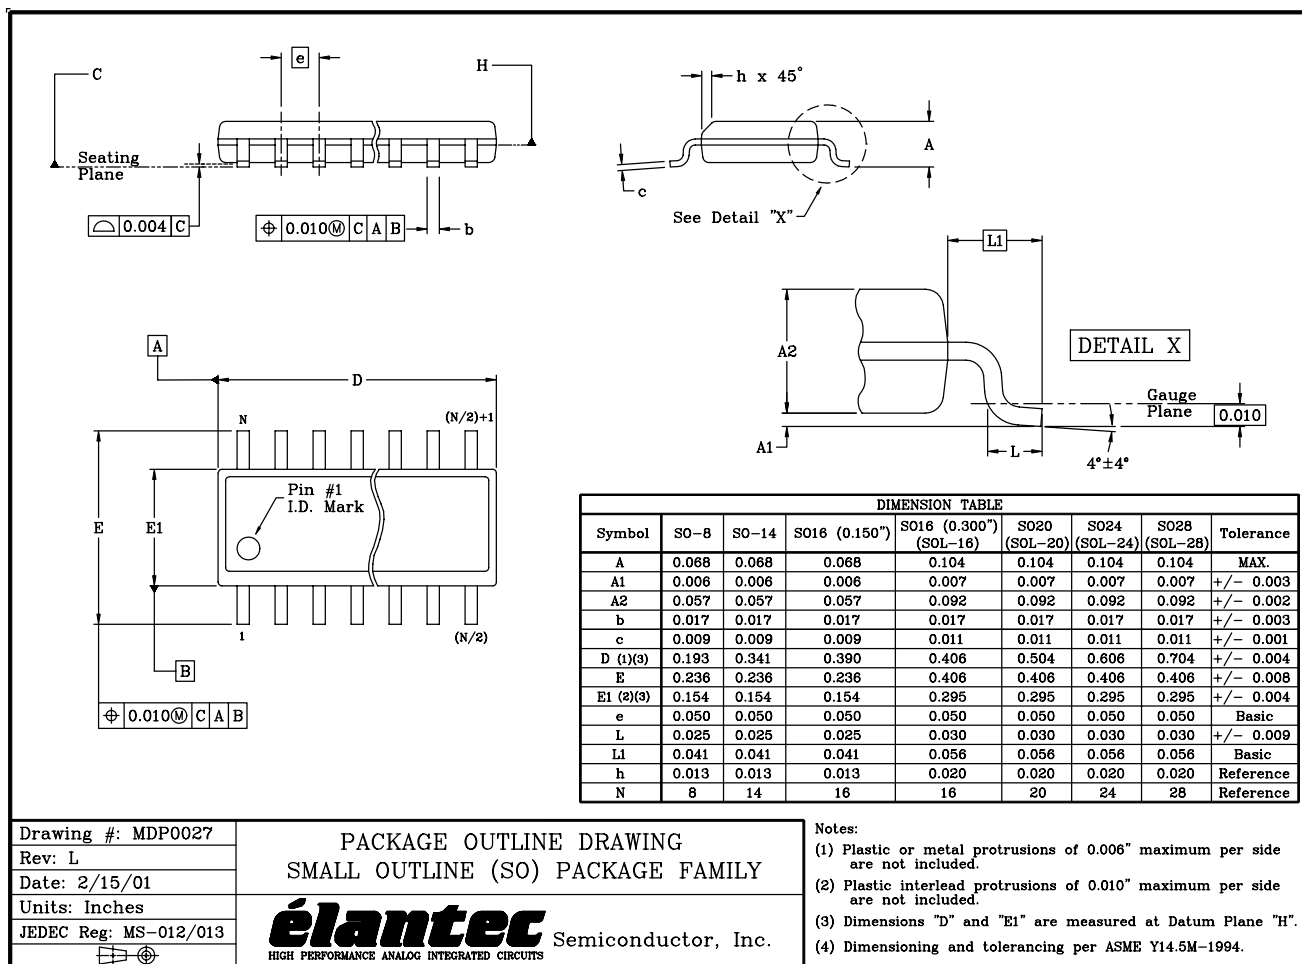 e
C
H
Seating
Plane
0.004 C
0.010Ⓜ C A B
b
h x 45°
A
c
See Detail "X"
L1
A2
DETAIL X
Gauge
Plane
0.010
A1
L
4°±4°
A
D
N
(N/2)+1
Pin #1
I.D. Mark
E
E1
1
(N/2)
B
0.010Ⓜ C A B
DIMENSION TABLE
Symbol SO-8 SO-14 SO16 (0.150") SO16 (0.300") (SOL-16) SO20 (SOL-20) SO24 (SOL-24) SO28 (SOL-28) Tolerance
A 0.068 0.068 0.068 0.104 0.104 0.104 0.104 MAX.
A1 0.006 0.006 0.006 0.007 0.007 0.007 0.007 +/- 0.003
A2 0.057 0.057 0.057 0.092 0.092 0.092 0.092 +/- 0.002
b 0.017 0.017 0.017 0.017 0.017 0.017 0.017 +/- 0.003
c 0.009 0.009 0.009 0.011 0.011 0.011 0.011 +/- 0.001
D (1)(3) 0.193 0.341 0.390 0.406 0.504 0.606 0.704 +/- 0.004
E 0.236 0.236 0.236 0.406 0.406 0.406 0.406 +/- 0.008
E1 (2)(3) 0.154 0.154 0.154 0.295 0.295 0.295 0.295 +/- 0.004
e 0.050 0.050 0.050 0.050 0.050 0.050 0.050 Basic
L 0.025 0.025 0.025 0.030 0.030 0.030 0.030 +/- 0.009
L1 0.041 0.041 0.041 0.056 0.056 0.056 0.056 Basic
h 0.013 0.013 0.013 0.020 0.020 0.020 0.020 Reference
N 8 14 16 16 20 24 28 Reference
Drawing #: MDP0027
Rev: L
Date: 2/15/01
Units: Inches
JEDEC Reg: MS-012/013
PACKAGE OUTLINE DRAWING
SMALL OUTLINE (SO) PACKAGE FAMILY
élantec Semiconductor, Inc.
HIGH PERFORMANCE ANALOG INTEGRATED CIRCUITS
Notes:
(1) Plastic or metal protrusions of 0.006" maximum per side
are not included.
(2) Plastic interlead protrusions of 0.010" maximum per side
are not included.
(3) Dimensions "D" and "E1" are measured at Datum Plane "H".
(4) Dimensioning and tolerancing per ASME Y14.5M-1994.